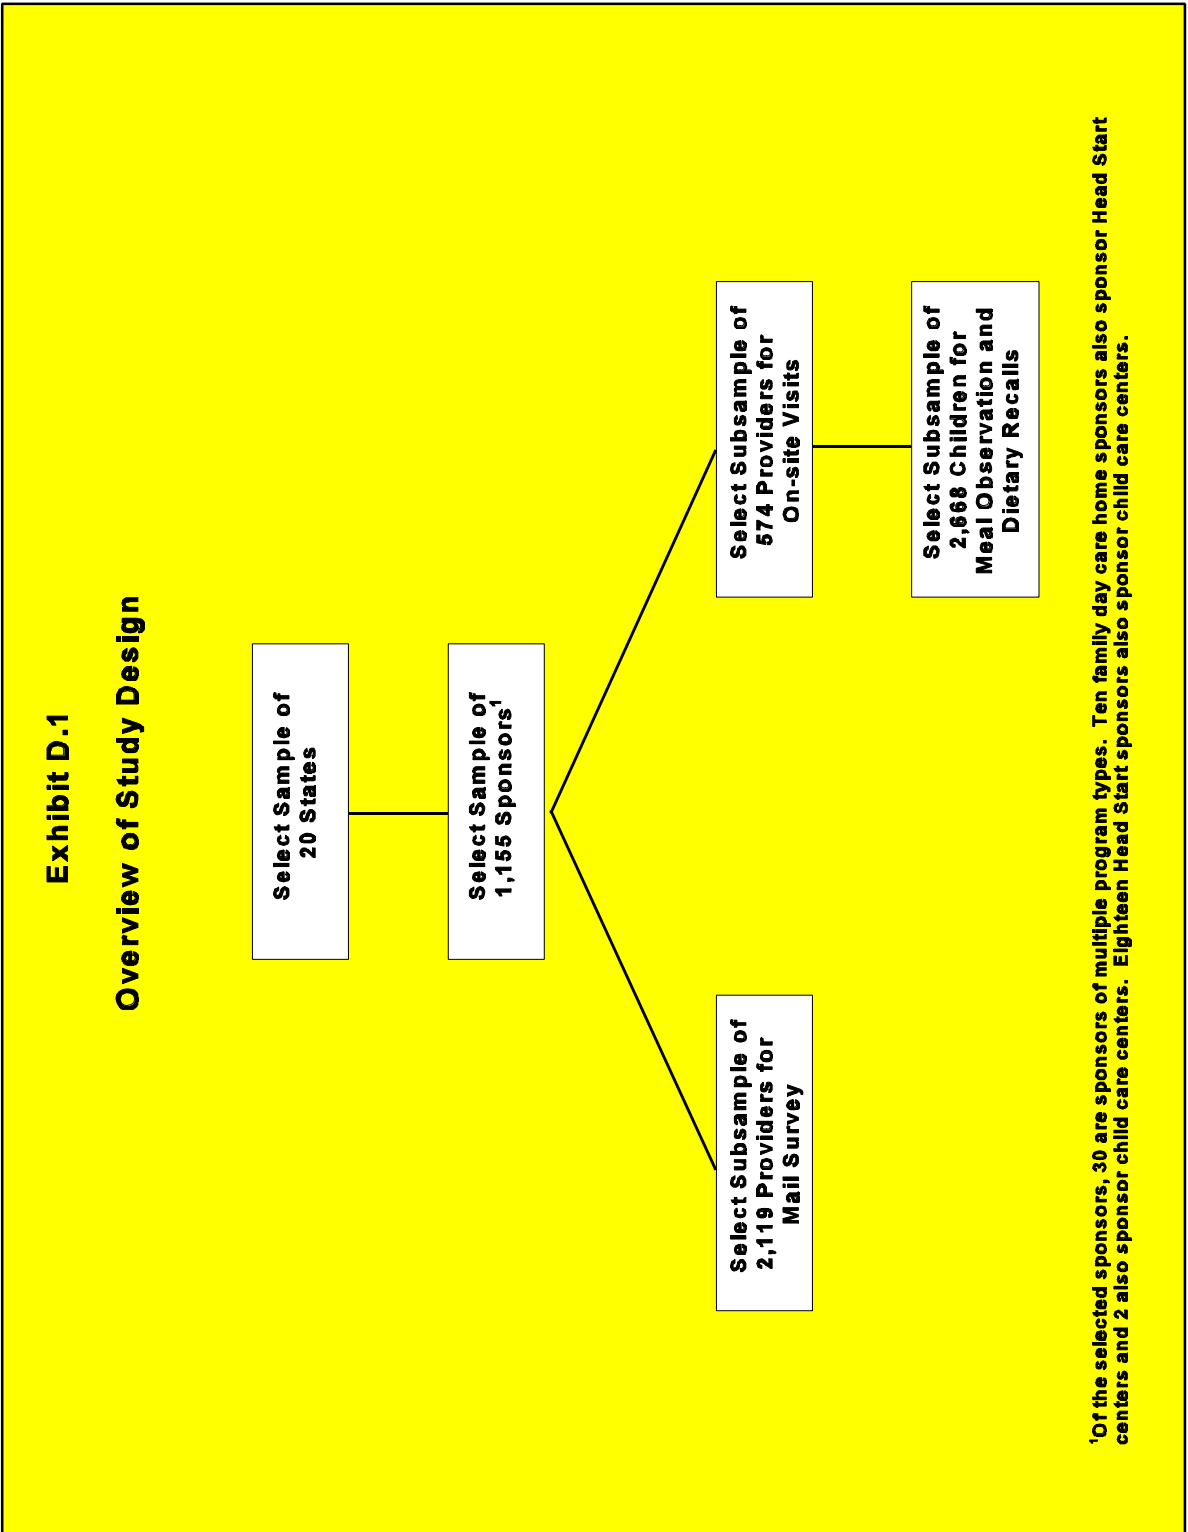 Exhibit D.1
Overview of Study Design
Select Sample of
20 States
Select Sample of
1,155 Sponsors¹
Select Subsample of
2,119 Providers for
Mail Survey
Select Subsample of
574 Providers for
On-site Visits
Select Subsample of
2,668 Children for
Meal Observation and
Dietary Recalls
¹Of the selected sponsors, 30 are sponsors of multiple program types. Ten family day care home sponsors also sponsor Head Start
centers and 2 also sponsor child care centers. Eighteen Head Start sponsors also sponsor child care centers.